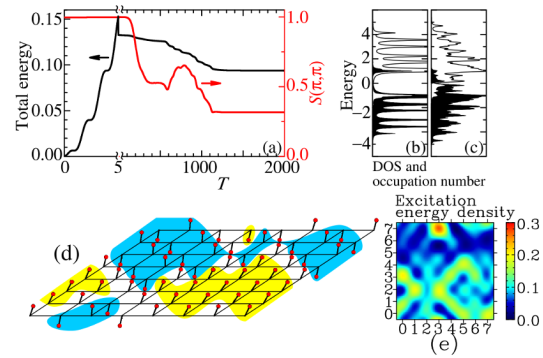 0.15
0.10
0.05
0.00
Total energy
0
5
1000
2000
T
(a)
1.0
0.5
0.0
S(π,π)
Energy
4
2
0
−2
−4
(b)
(c)
DOS and
occupation number
(d)
Excitation
energy density
7
6
5
4
3
2
1
0
0 1 2 3 4 5 6 7
0.3
0.2
0.1
0.0
(e)